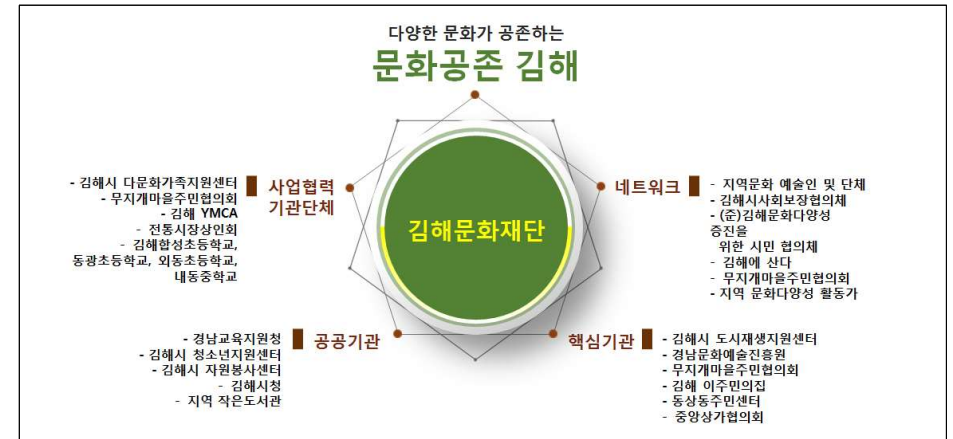 다양한 문화가 공존하는
문화공존 김해
사업협력
기관단체
- 김해시 다문화가족지원센터
- 무지개마을주민협의회
- 김해 YMCA
- 전통시장상인회
- 김해합성초등학교,
동광초등학교, 외동초등학교,
내동중학교
김해문화재단
네트워크
- 지역문화 예술인 및 단체
- 김해시사회보장협의체
- (준)김해문화다양성
증진을
위한 시민 협의체
- 김해에 산다
- 무지개마을주민협의회
- 지역 문화다양성 활동가
공공기관
- 경남교육지원청
- 김해시 청소년지원센터
- 김해시 자원봉사센터
- 김해시청
- 지역 작은도서관
핵심기관
- 김해시 도시재생지원센터
- 경남문화예술진흥원
- 무지개마을주민협의회
- 김해 이주민의집
- 동상동주민센터
- 중앙상가협의회